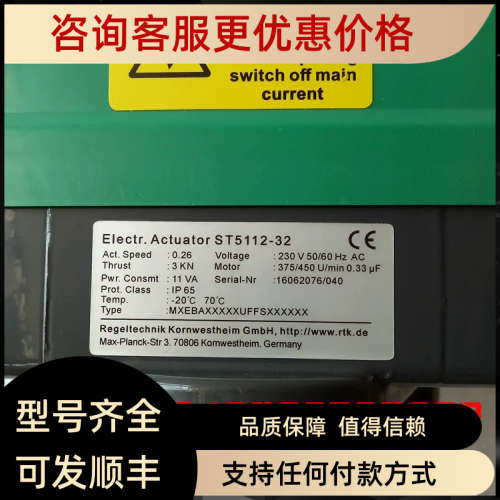 咨询客服更优惠价格
switch off main
current
Electr. Actuator ST5112-32
Act. Speed : 0.26 Voltage : 230 V 50/60 Hz AC
Thrust : 3 KN Motor : 375/450 U/min 0.33 µF
Pwr. Consmt : 11 VA Serial-Nr : 16062076/040
Prot. Class : IP 65
Temp. : -20℃ 70℃
Type : MXEBAXXXXXUFFSXXXXXX
Regeltechnik Kornwestheim GmbH, http://www.rtk.de
Max-Planck-Str 3. 70806 Kornwestheim. Germany
型号齐全
可发顺丰
品质保障 值得信赖
支持任何付款方式